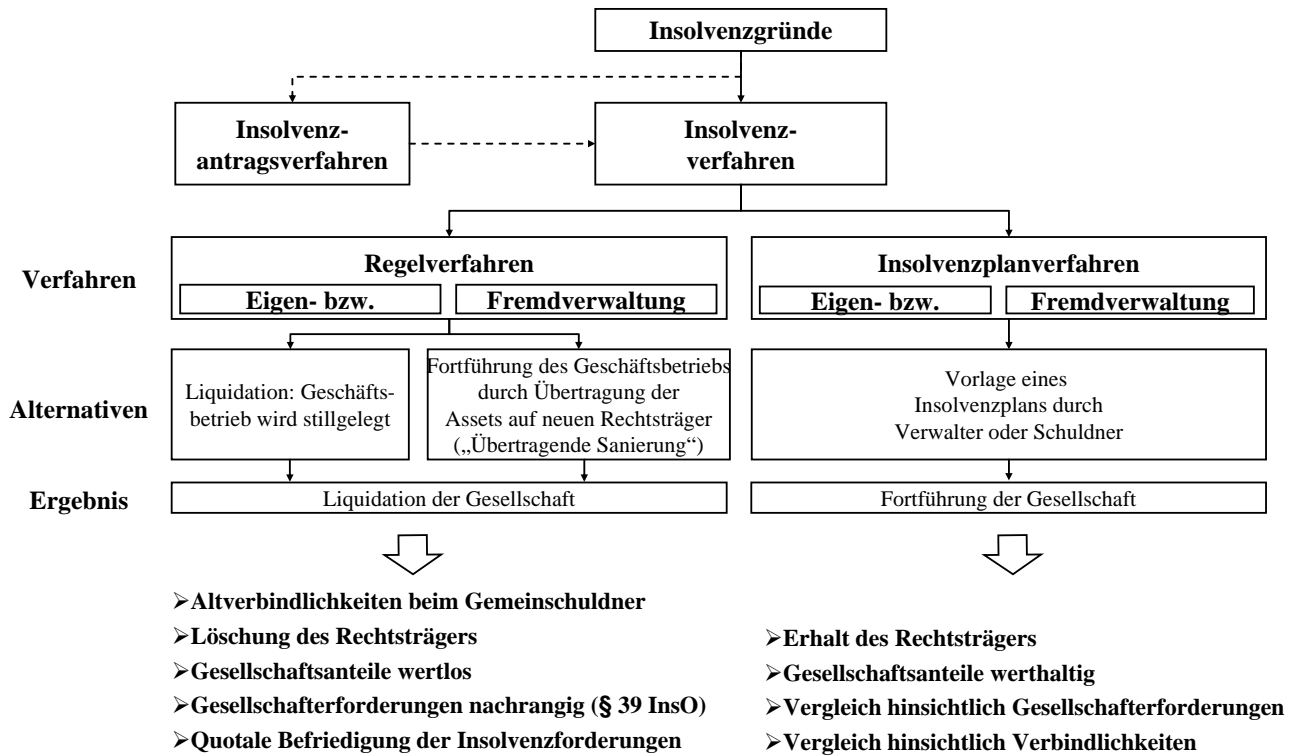 Insolvenzgründe
Insolvenz-
antragsverfahren
Insolvenz-
verfahren
Verfahren
Regelverfahren
Eigen- bzw.
Fremdverwaltung
Insolvenzplanverfahren
Eigen- bzw.
Fremdverwaltung
Alternativen
Liquidation: Geschäfts-
betrieb wird stillgelegt
Fortführung des Geschäftsbetriebs
durch Übertragung der
Assets auf neuen Rechtsträger
(„Übertragende Sanierung“)
Vorlage eines
Insolvenzplans durch
Verwalter oder Schuldner
Ergebnis
Liquidation der Gesellschaft
Fortführung der Gesellschaft
➢Altverbindlichkeiten beim Gemeinschuldner
➢Löschung des Rechtsträgers
➢Gesellschaftsanteile wertlos
➢Gesellschafterforderungen nachrangig (§ 39 InsO)
➢Quotale Befriedigung der Insolvenzforderungen
➢Erhalt des Rechtsträgers
➢Gesellschaftsanteile werthaltig
➢Vergleich hinsichtlich Gesellschafterforderungen
➢Vergleich hinsichtlich Verbindlichkeiten